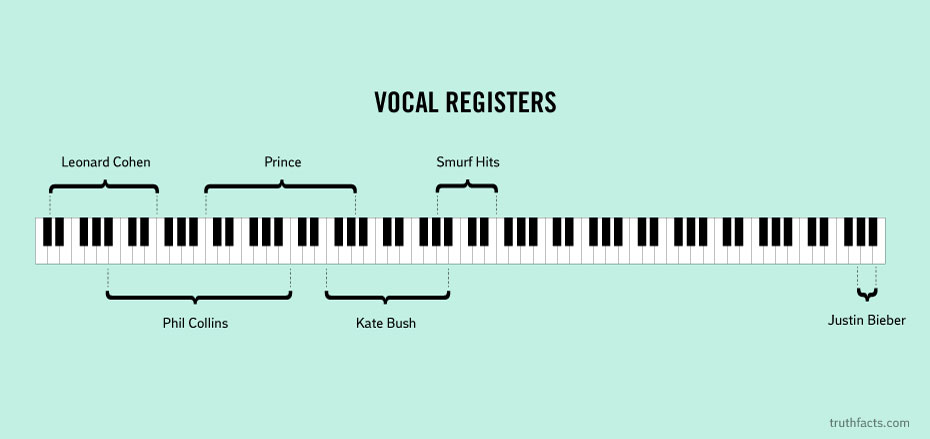 VOCAL REGISTERS
Leonard Cohen
Prince
Smurf Hits
Phil Collins
Kate Bush
Justin Bieber
truthfacts.com